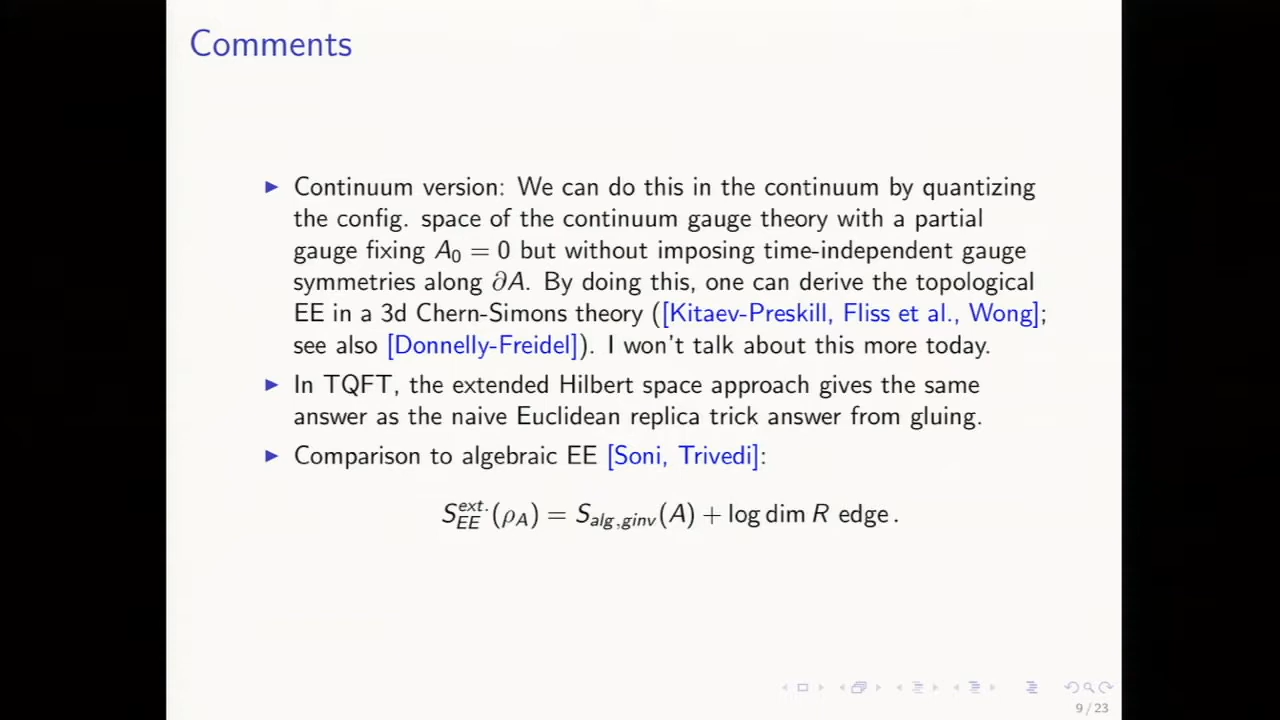 Comments
▶ Continuum version: We can do this in the continuum by quantizing
the config. space of the continuum gauge theory with a partial
gauge fixing A₀ = 0 but without imposing time-independent gauge
symmetries along ∂A. By doing this, one can derive the topological
EE in a 3d Chern-Simons theory ([Kitaev-Preskill, Fliss et al., Wong];
see also [Donnelly-Freidel]). I won't talk about this more today.
▶ In TQFT, the extended Hilbert space approach gives the same
answer as the naive Euclidean replica trick answer from gluing.
▶ Comparison to algebraic EE [Soni, Trivedi]:
S_{EE}^{ext.}(ρ_A) = S_{alg,ginv}(A) + log dim R edge.
9 / 23